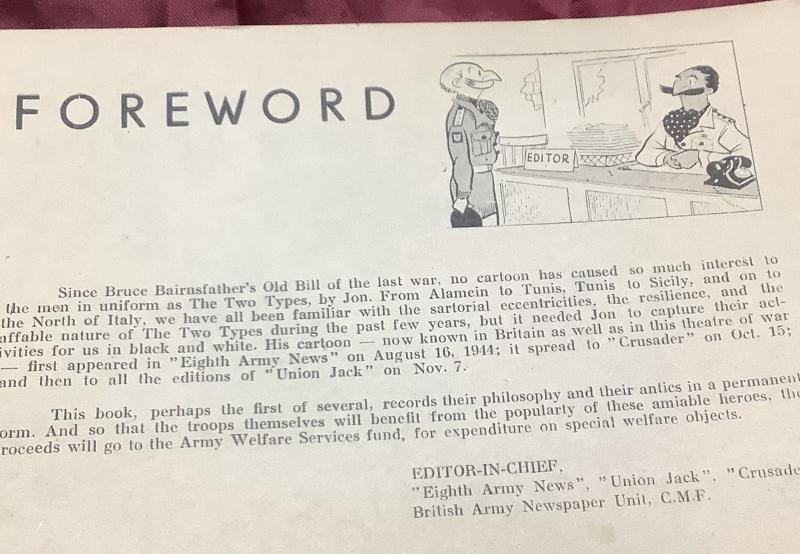 FOREWORD
EDITOR
Since Bruce Bairnsfather's Old Bill of the last war, no cartoon has caused so much interest to
the men in uniform as The Two Types, by Jon. From Alamein to Tunis, Tunis to Sicily, and on to
the North of Italy, we have all been familiar with the sartorial eccentricities, the resilience, and the
affable nature of The Two Types during the past few years, but it needed Jon to capture their act-
ivities for us in black and white. His cartoon — now known in Britain as well as in this theatre of war
— first appeared in "Eighth Army News" on August 16, 1944; it spread to "Crusader" on Oct. 15;
and then to all the editions of "Union Jack" on Nov. 7.
This book, perhaps the first of several, records their philosophy and their antics in a permanent
orm. And so that the troops themselves will benefit from the popularly of these amiable heroes, the
roceeds will go to the Army Welfare Services fund, for expenditure on special welfare objects.
EDITOR-IN-CHIEF,
"Eighth Army News", "Union Jack", "Crusade
British Army Newspaper Unit, C.M.F.